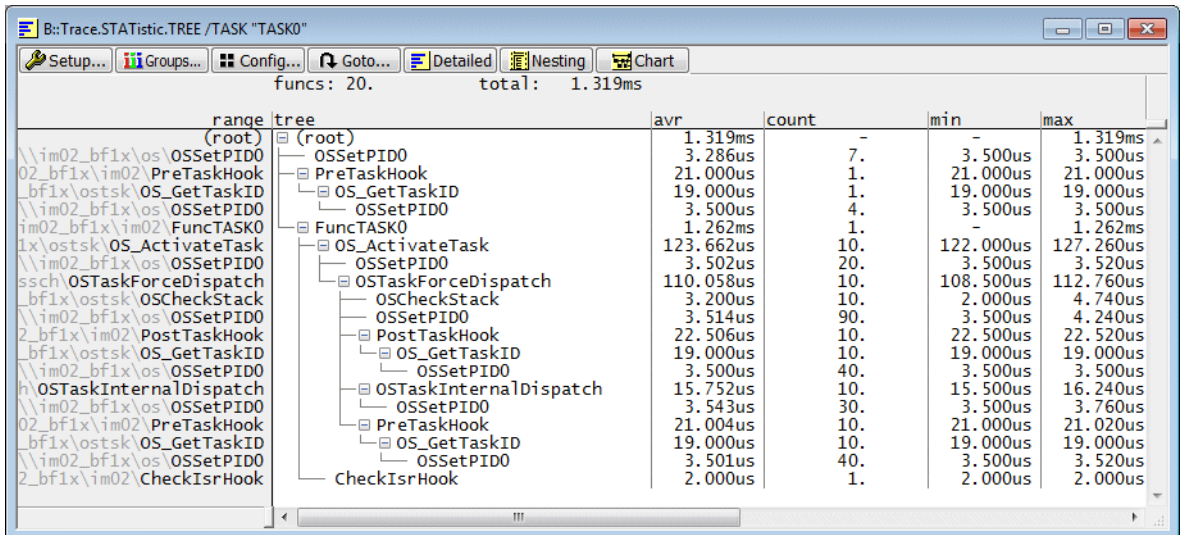 B::Trace.STATistic.TREE /TASK "TASK0"
Setup... Groups... Config... Goto... Detailed Nesting Chart
funcs: 20. total: 1.319ms
range tree avr count min max
(root) (root) 1.319ms - - 1.319ms
\\im02_bf1x\os\OSSetPID0 OSSetPID0 3.286us 7. 3.500us 3.500us
02_bf1x\im02\PreTaskHook PreTaskHook 21.000us 1. 21.000us 21.000us
_bf1x\ostsk\OS_GetTaskID OS_GetTaskID 19.000us 1. 19.000us 19.000us
\\im02_bf1x\os\OSSetPID0 OSSetPID0 3.500us 4. 3.500us 3.500us
im02_bf1x\im02\FuncTASK0 FuncTASK0 1.262ms 1. - 1.262ms
1x\ostsk\OS_ActivateTask OS_ActivateTask 123.662us 10. 122.000us 127.260us
\\im02_bf1x\os\OSSetPID0 OSSetPID0 3.502us 20. 3.500us 3.520us
ssch\OSTaskForceDispatch OSTaskForceDispatch 110.058us 10. 108.500us 112.760us
_bf1x\ostsk\OSCheckStack OSCheckStack 3.200us 10. 2.000us 4.740us
\\im02_bf1x\os\OSSetPID0 OSSetPID0 3.514us 90. 3.500us 4.240us
2_bf1x\im02\PostTaskHook PostTaskHook 22.506us 10. 22.500us 22.520us
_bf1x\ostsk\OS_GetTaskID OS_GetTaskID 19.000us 10. 19.000us 19.000us
\\im02_bf1x\os\OSSetPID0 OSSetPID0 3.500us 40. 3.500us 3.500us
h\OSTaskInternalDispatch OSTaskInternalDispatch 15.752us 10. 15.500us 16.240us
\\im02_bf1x\os\OSSetPID0 OSSetPID0 3.543us 30. 3.500us 3.760us
02_bf1x\im02\PreTaskHook PreTaskHook 21.004us 10. 21.000us 21.020us
_bf1x\ostsk\OS_GetTaskID OS_GetTaskID 19.000us 10. 19.000us 19.000us
\\im02_bf1x\os\OSSetPID0 OSSetPID0 3.501us 40. 3.500us 3.520us
2_bf1x\im02\CheckIsrHook CheckIsrHook 2.000us 1. 2.000us 2.000us